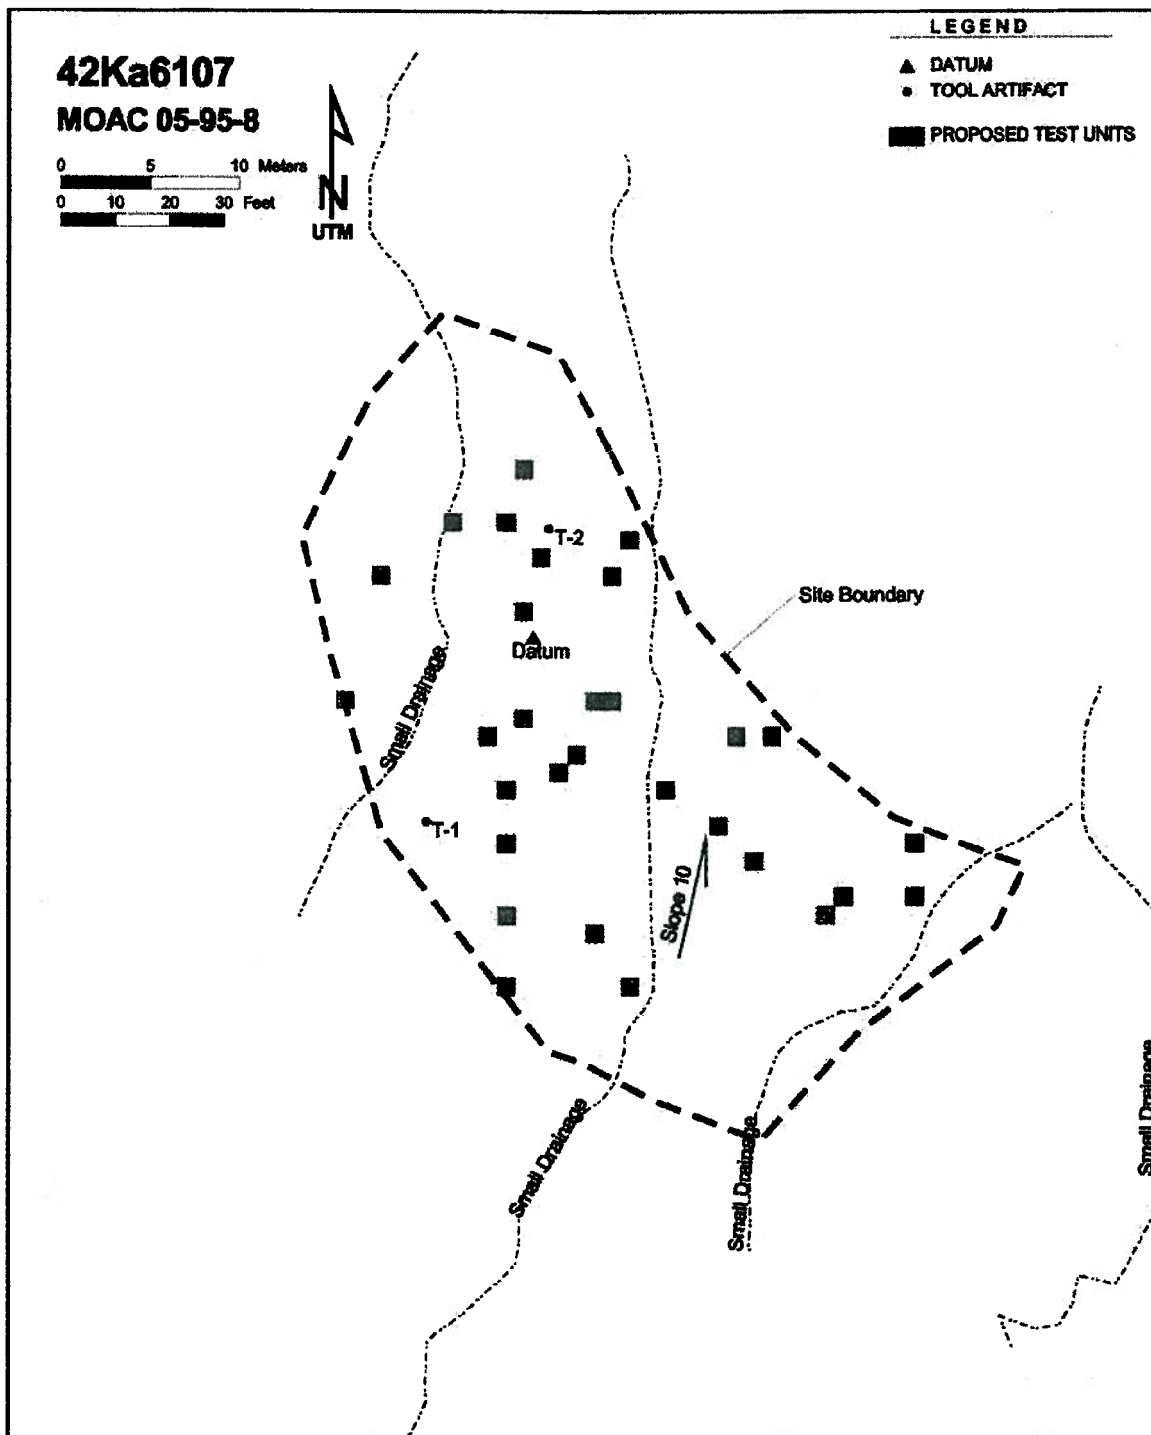 42Ka6107
MOAC 05-95-8
0 5 10 Meters
0 10 20 30 Feet
N
UTM
LEGEND
DATUM
TOOL ARTIFACT
PROPOSED TEST UNITS
T-2
Site Boundary
Datum
Small Drainage
T-1
Slope 10
Small Drainage
Small Drainage
Small Drainage